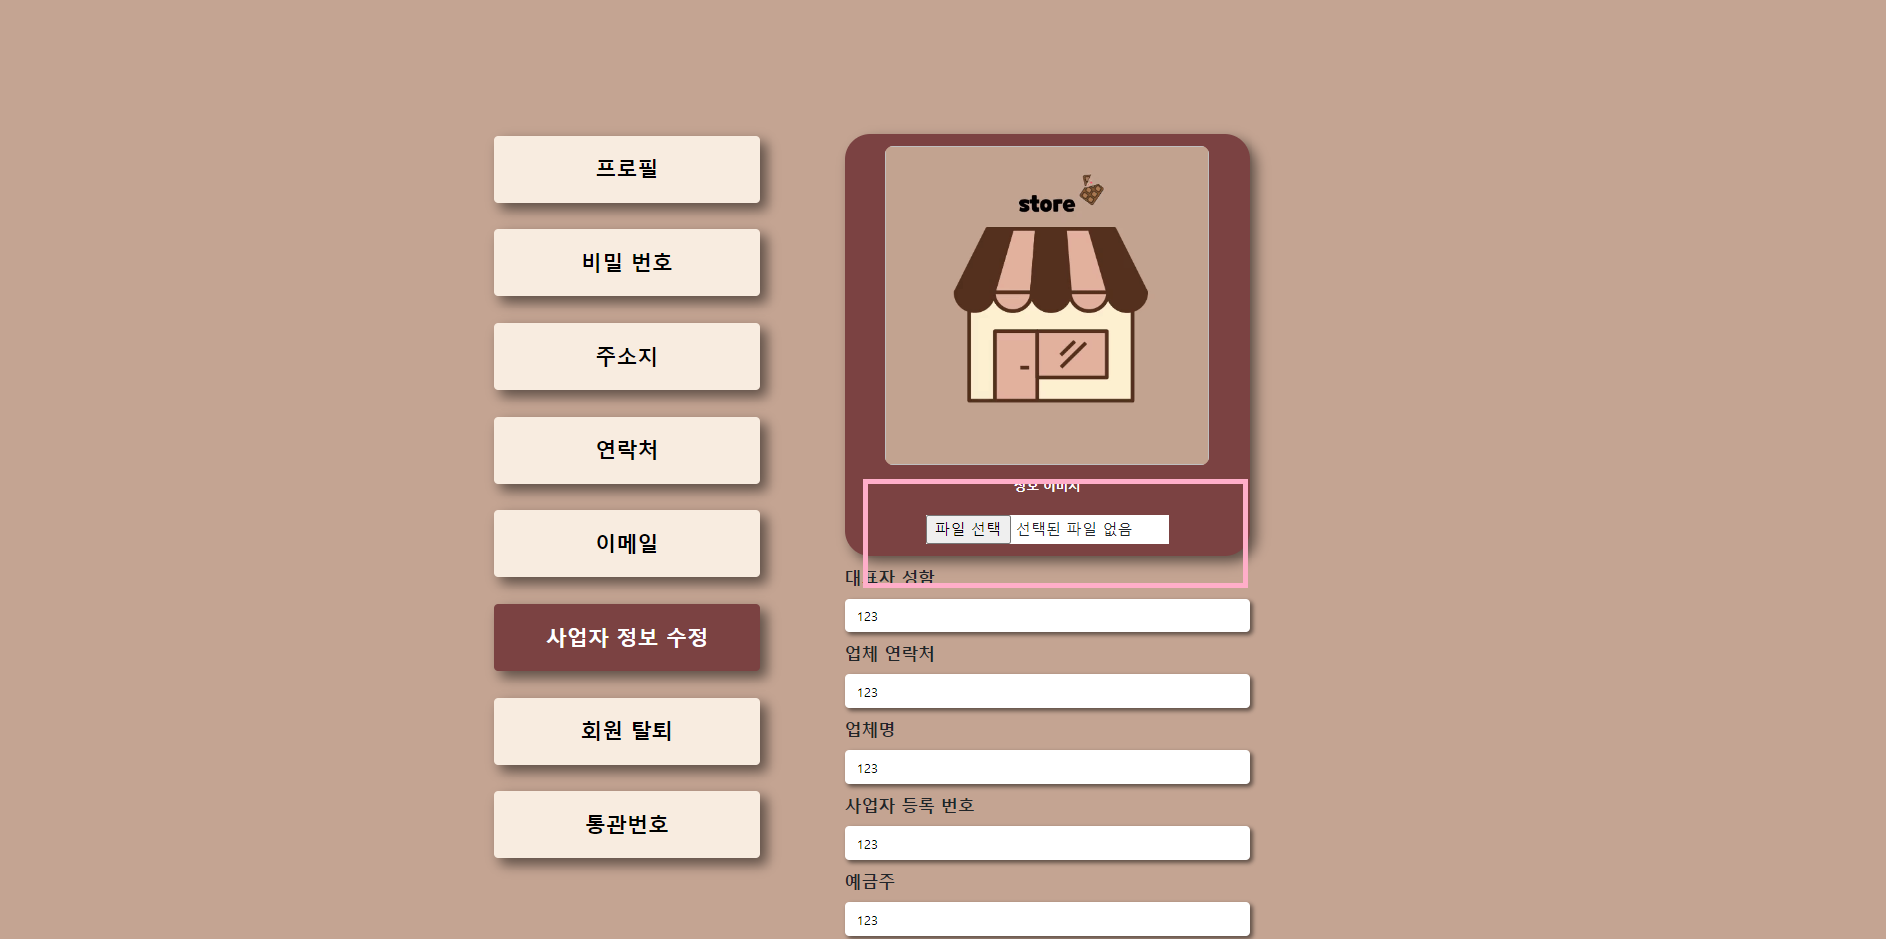 프로필
비밀 번호
주소지
연락처
이메일
사업자 정보 수정
회원 탈퇴
통관번호
store
이미지
파일 선택 선택된 파일 없음
대표자 성함
123
업체 연락처
123
업체명
123
사업자 등록 번호
123
예금주
123